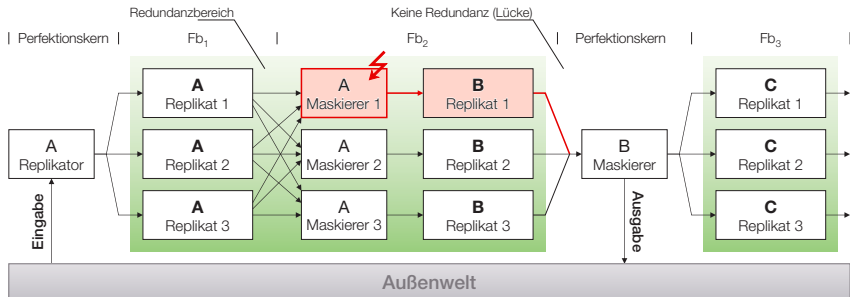 Redundanzbereich
Keine Redundanz (Lücke)
Perfektionskern
Fb1
Fb2
Perfektionskern
Fb3
A
Replikator
A
Replikat 1
A
Replikat 2
A
Replikat 3
A
Maskierer 1
A
Maskierer 2
A
Maskierer 3
B
Replikat 1
B
Replikat 2
B
Replikat 3
B
Maskierer
C
Replikat 1
C
Replikat 2
C
Replikat 3
Eingabe
Ausgabe
Außenwelt